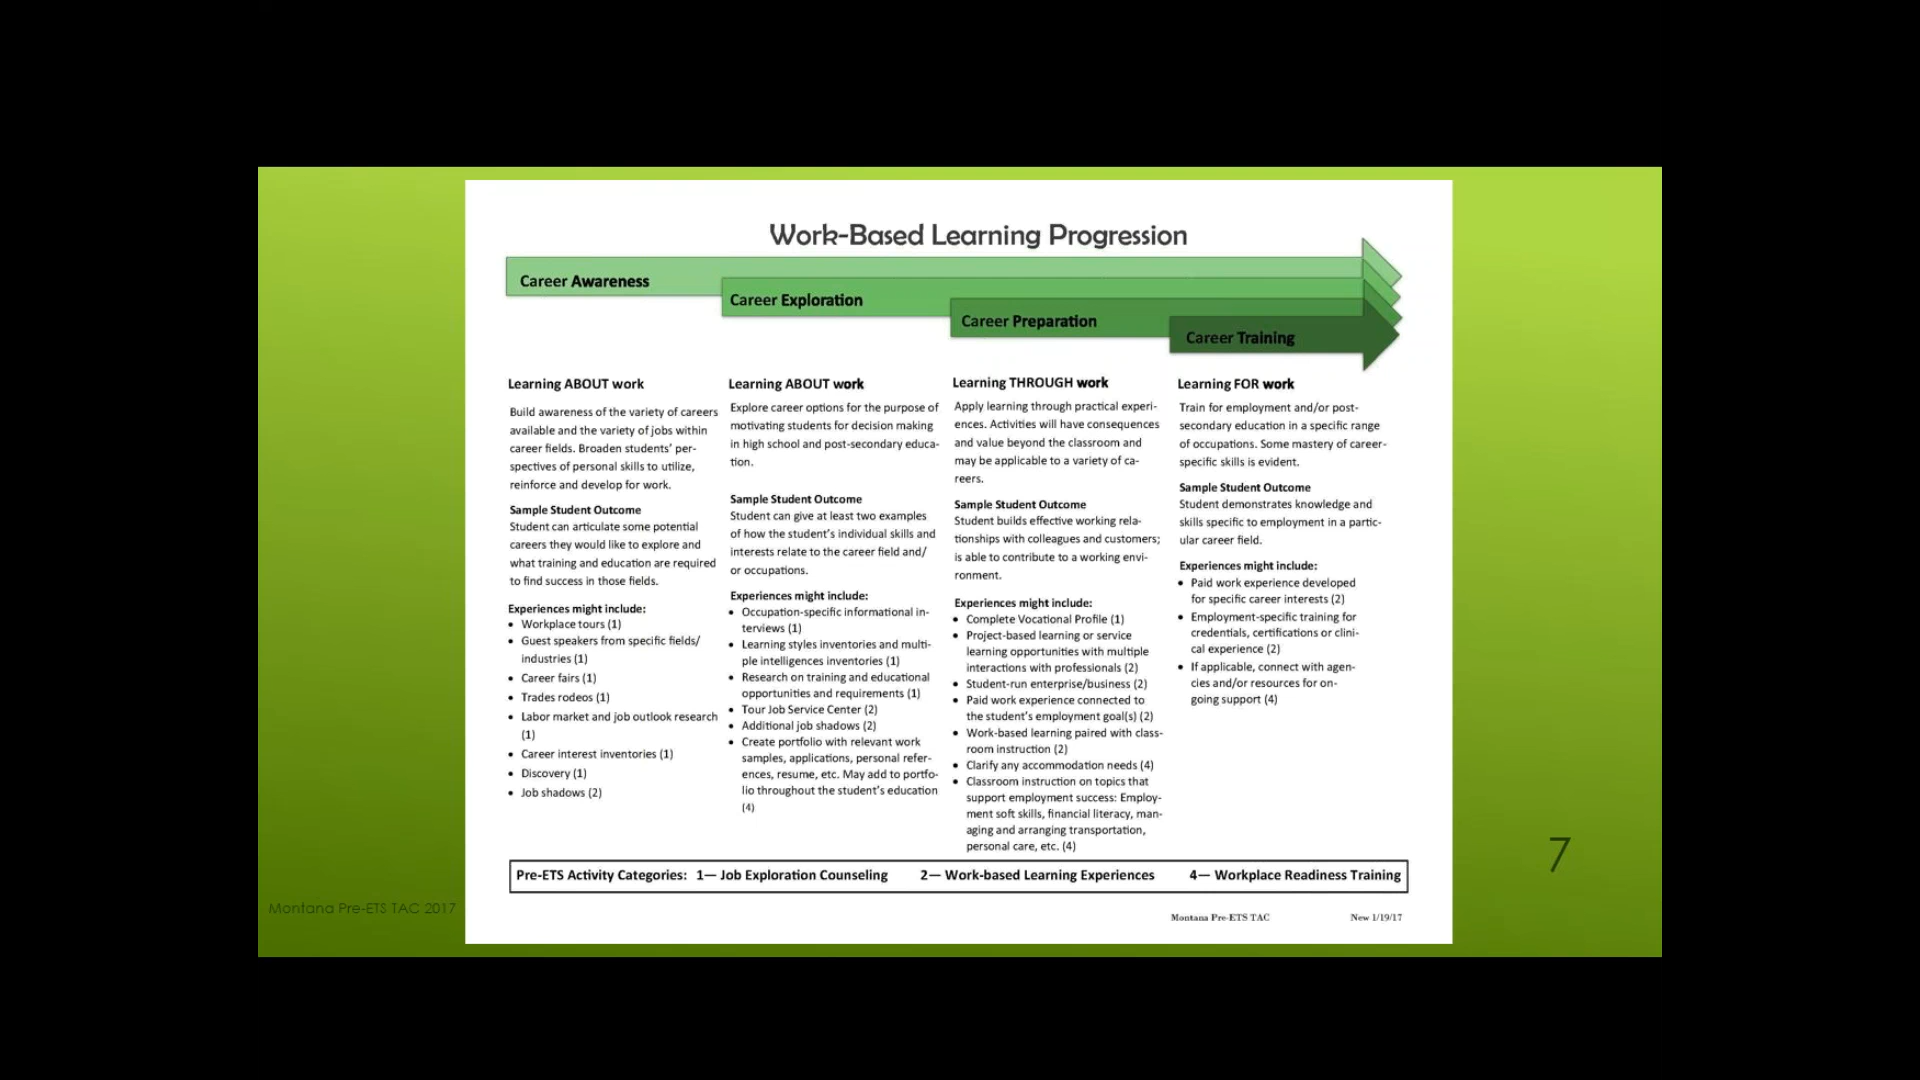 Work-Based Learning Progression
Career Awareness
Career Exploration
Career Preparation
Career Training
Learning ABOUT work
Build awareness of the variety of careers
available and the variety of jobs within
career fields. Broaden students' per-
spectives of personal skills to utilize,
reinforce and develop for work.
Sample Student Outcome
Student can articulate some potential
careers they would like to explore and
what training and education are required
to find success in those fields.
Experiences might include:
• Workplace tours (1)
• Guest speakers from specific fields/
industries (1)
• Career fairs (1)
• Trades rodeos (1)
• Labor market and job outlook research
(1)
• Career interest inventories (1)
• Discovery (1)
• Job shadows (2)
Learning ABOUT work
Explore career options for the purpose of
motivating students for decision making
in high school and post-secondary educa-
tion.
Sample Student Outcome
Student can give at least two examples
of how the student's individual skills and
interests relate to the career field and/
or occupations.
Experiences might include:
• Occupation-specific informational in-
terviews (1)
• Learning styles inventories and multi-
ple intelligences inventories (1)
• Research on training and educational
opportunities and requirements (1)
• Tour Job Service Center (2)
• Additional job shadows (2)
• Create portfolio with relevant work
samples, applications, personal refer-
ences, resume, etc. May add to portfo-
lio throughout the student's education
(4)
Learning THROUGH work
Apply learning through practical experi-
ences. Activities will have consequences
and value beyond the classroom and
may be applicable to a variety of ca-
reers.
Sample Student Outcome
Student builds effective working rela-
tionships with colleagues and customers;
is able to contribute to a working envi-
ronment.
Experiences might include:
• Complete Vocational Profile (1)
• Project-based learning or service
learning opportunities with multiple
interactions with professionals (2)
• Student-run enterprise/business (2)
• Paid work experience connected to
the student's employment goal(s) (2)
• Work-based learning paired with class-
room instruction (2)
• Clarify any accommodation needs (4)
• Classroom instruction on topics that
support employment success: Employ-
ment soft skills, financial literacy, man-
aging and arranging transportation,
personal care, etc. (4)
Learning FOR work
Train for employment and/or post-
secondary education in a specific range
of occupations. Some mastery of career-
specific skills is evident.
Sample Student Outcome
Student demonstrates knowledge and
skills specific to employment in a partic-
ular career field.
Experiences might include:
• Paid work experience developed
for specific career interests (2)
• Employment-specific training for
credentials, certifications or clini-
cal experience (2)
• If applicable, connect with agen-
cies and/or resources for on-
going support (4)
Pre-ETS Activity Categories: 1— Job Exploration Counseling 2— Work-based Learning Experiences 4— Workplace Readiness Training
Montana Pre-ETS TAC New 1/19/17
Montana Pre-ETS TAC 2017
7